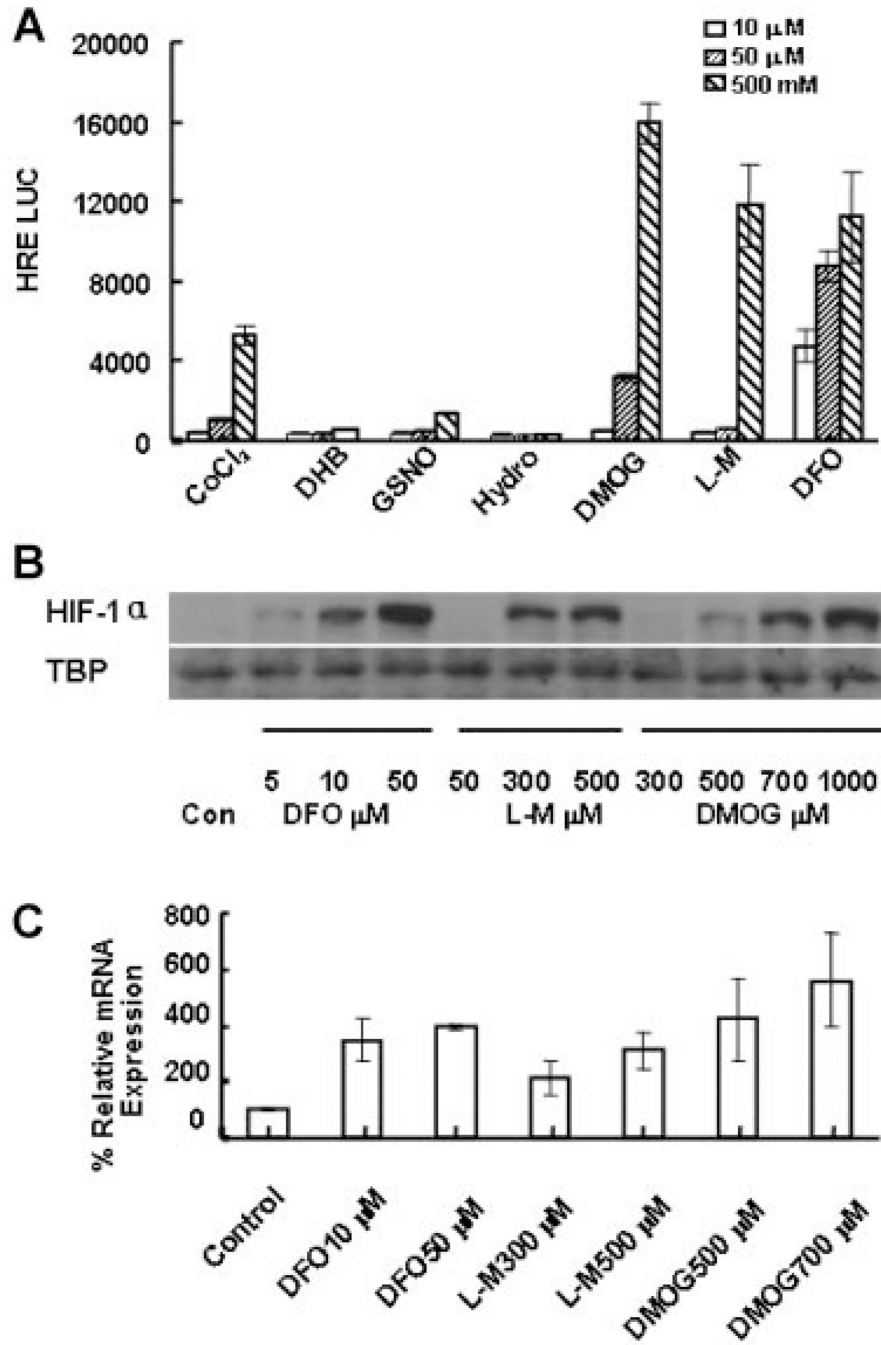 A
20000
16000
12000
8000
4000
0
HRE LUC
10 µM
50 µM
500 mM
CoCl₂
DHB
GSNO
Hydro
DMOG
L-M
DFO
B
HIF-1α
TBP
5 10 50 50 300 500 300 500 700 1000
Con DFO µM L-M µM DMOG µM
C
800
600
400
200
0
% Relative mRNA
Expression
Control
DFO10 µM
DFO50 µM
L-M300 µM
L-M500 µM
DMOG500 µM
DMOG700 µM